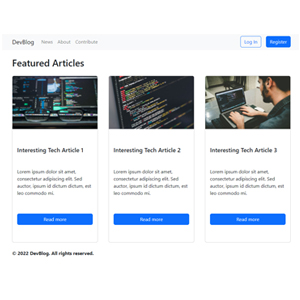 DevBlog News About Contribute Log In Register
Featured Articles
Interesting Tech Article 1
Lorem ipsum dolor sit amet,
consectetur adipiscing elit. Sed
auctor, ipsum id dictum dictum, est
leo commodo mi.
Read more
Interesting Tech Article 2
Lorem ipsum dolor sit amet,
consectetur adipiscing elit. Sed
auctor, ipsum id dictum dictum, est
leo commodo mi.
Read more
Interesting Tech Article 3
Lorem ipsum dolor sit amet,
consectetur adipiscing elit. Sed
auctor, ipsum id dictum dictum, est
leo commodo mi.
Read more
© 2022 DevBlog. All rights reserved.